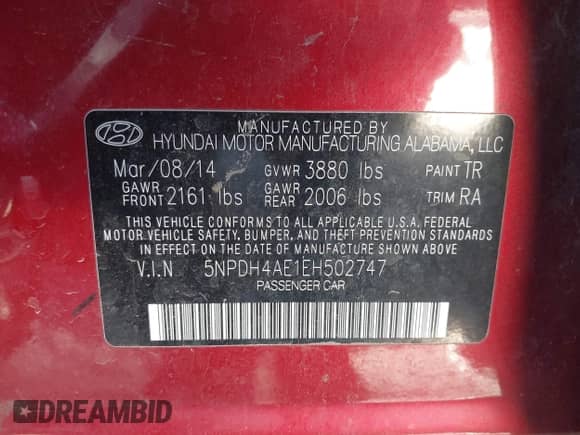 MANUFACTURED BY
HYUNDAI MOTOR MANUFACTURING ALABAMA, LLC
Mar/08/14 GVWR 3880 lbs PAINT TR
GAWR FRONT 2161 lbs GAWR REAR 2006 lbs TRIM RA
THIS VEHICLE CONFORMS TO ALL APPLICABLE U.S.A. FEDERAL
MOTOR VEHICLE SAFETY, BUMPER, AND THEFT PREVENTION STANDARDS
IN EFFECT ON THE DATE OF MANUFACTURE SHOWN ABOVE
V.I.N 5NPDH4AE1EH502747
PASSENGER CAR
DREAMBID